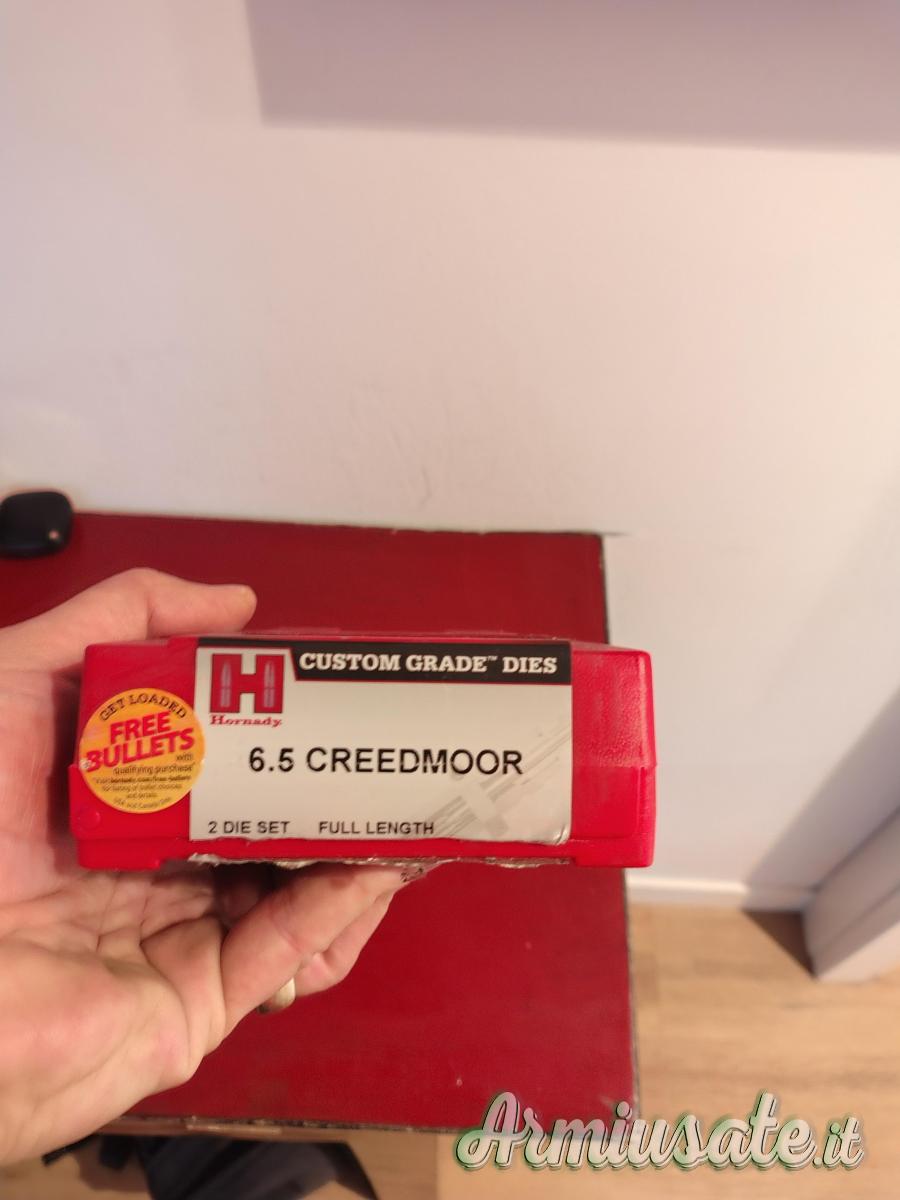 CUSTOM GRADE™ DIES
H
Hornady
GET LOADED
FREE
BULLETS
with
qualifying purchase*
6.5 CREEDMOOR
2 DIE SET FULL LENGTH
Armiusate.it